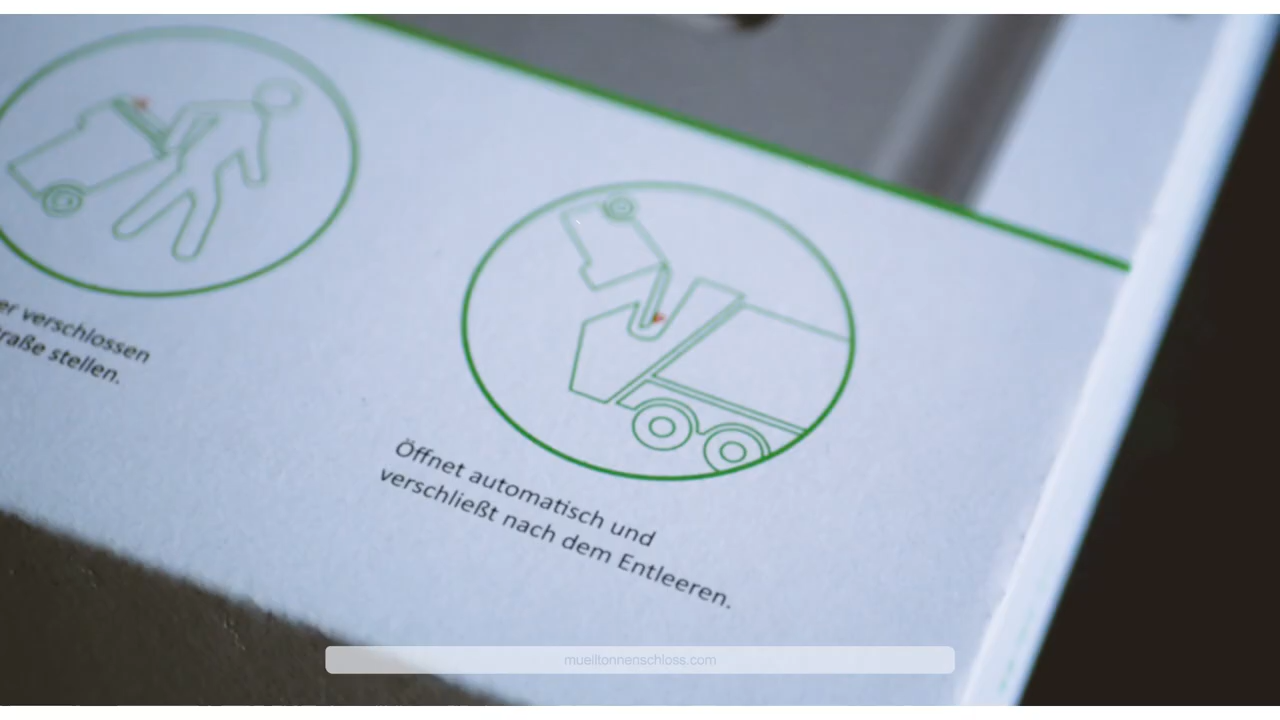 er verschlossen
raße stellen.
Öffnet automatisch und
verschließt nach dem Entleeren.
muelltonnenschloss.com